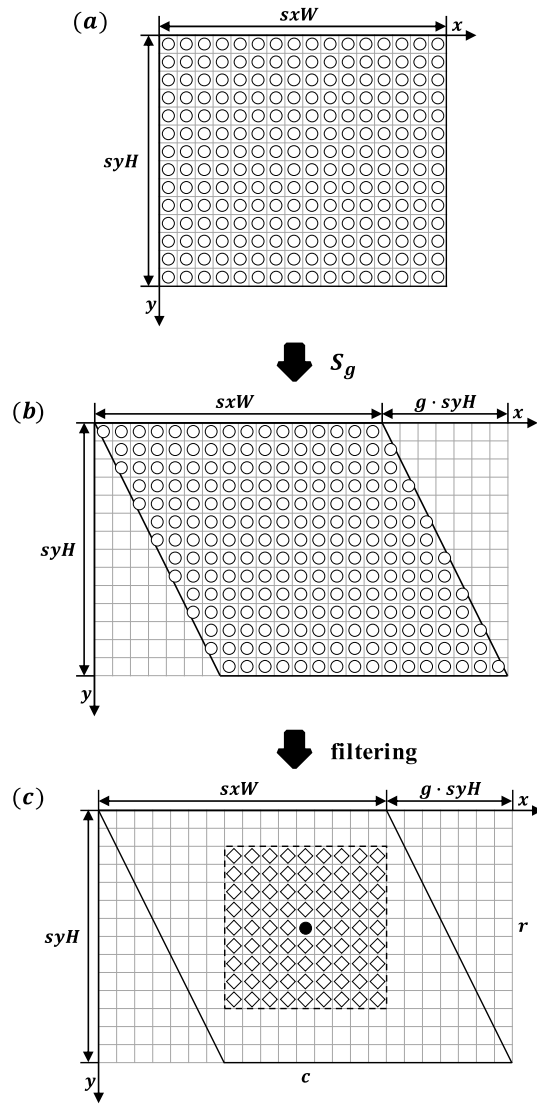 (a)
sxW
x
syH
y
S_g
(b)
sxW
g · syH
x
syH
y
filtering
(c)
sxW
g · syH
x
syH
r
y
c